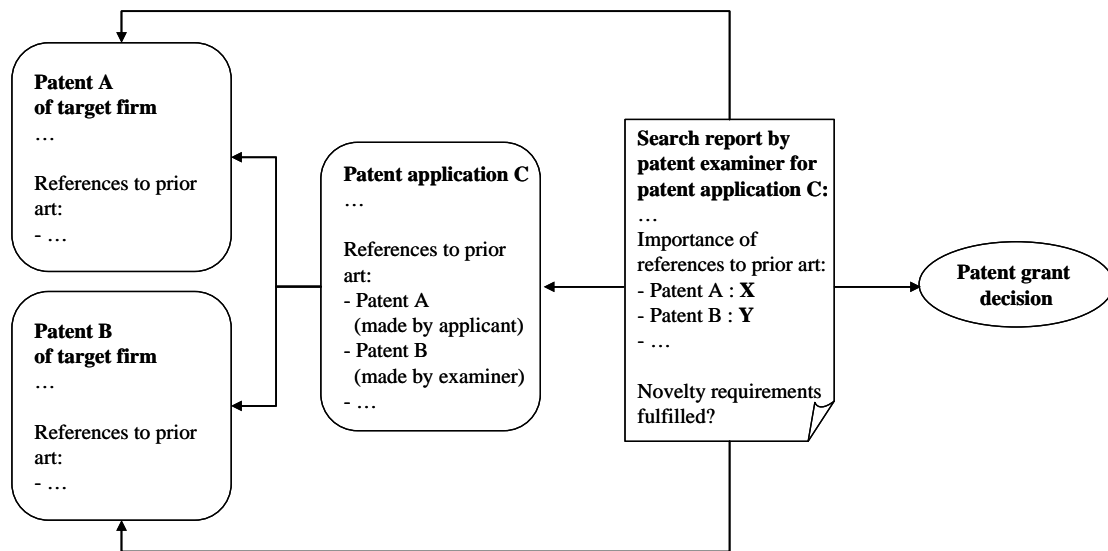 Patent A
of target firm
…
References to prior
art:
- …
Patent B
of target firm
…
References to prior
art:
- …
Patent application C
…
References to prior
art:
- Patent A
(made by applicant)
- Patent B
(made by examiner)
- …
Search report by
patent examiner for
patent application C:
…
Importance of
references to prior art:
- Patent A : X
- Patent B : Y
- …
Novelty requirements
fulfilled?
Patent grant
decision